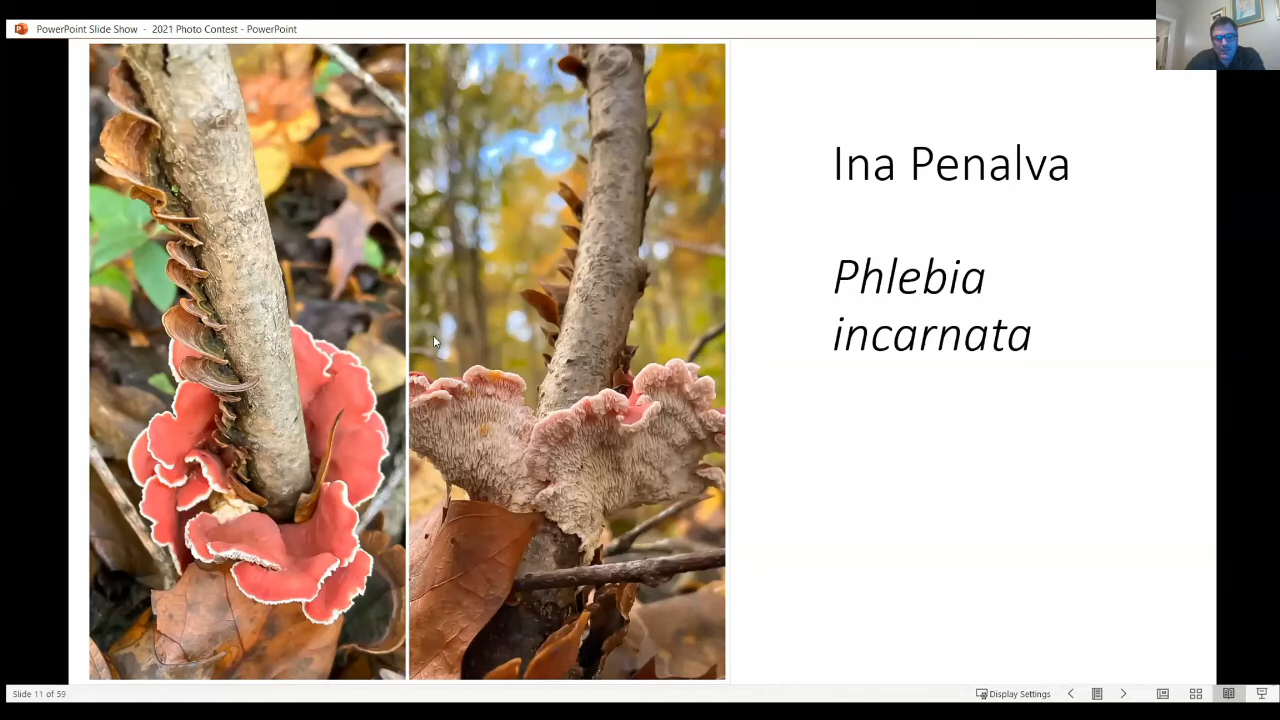 PowerPoint Slide Show - 2021 Photo Contest - PowerPoint
Ina Penalva
Phlebia
incarnata
Slide 11 of 59
Display Settings